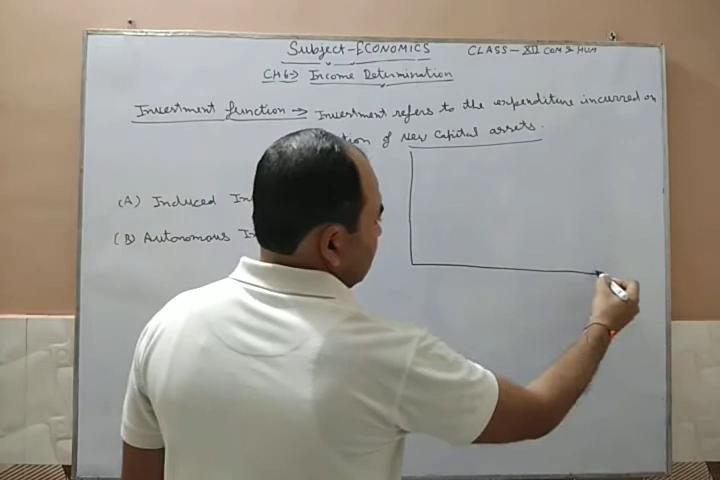 Subject-ECONOMICS CLASS-XII COM & HUM
CH6→ Income Determination
Investment function → Investment refers to the expenditure incurred on
of New Capital assets.
(A) Induced
(B) Autonomous